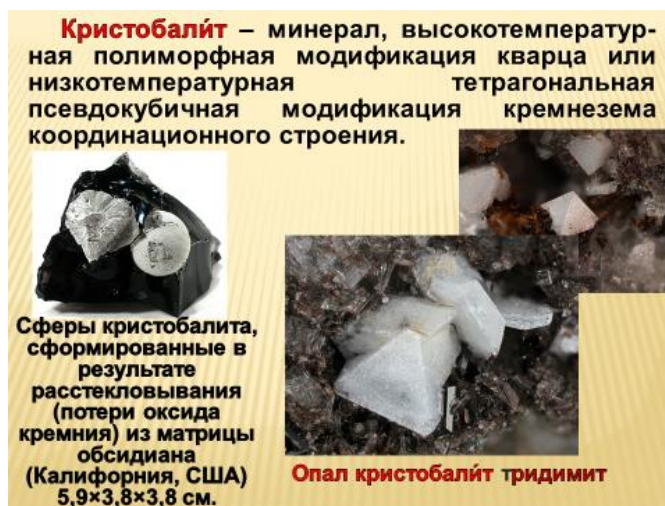 Кристобали́т – минерал, высокотемператур-
ная полиморфная модификация кварца или
низкотемпературная тетрагональная
псевдокубичная модификация кремнезема
координационного строения.
Сферы кристобалита,
сформированные в
результате
расстекловывания
(потери оксида
кремния) из матрицы
обсидиана
(Калифорния, США)
5,9×3,8×3,8 см.
Опал кристобали́т тридимит